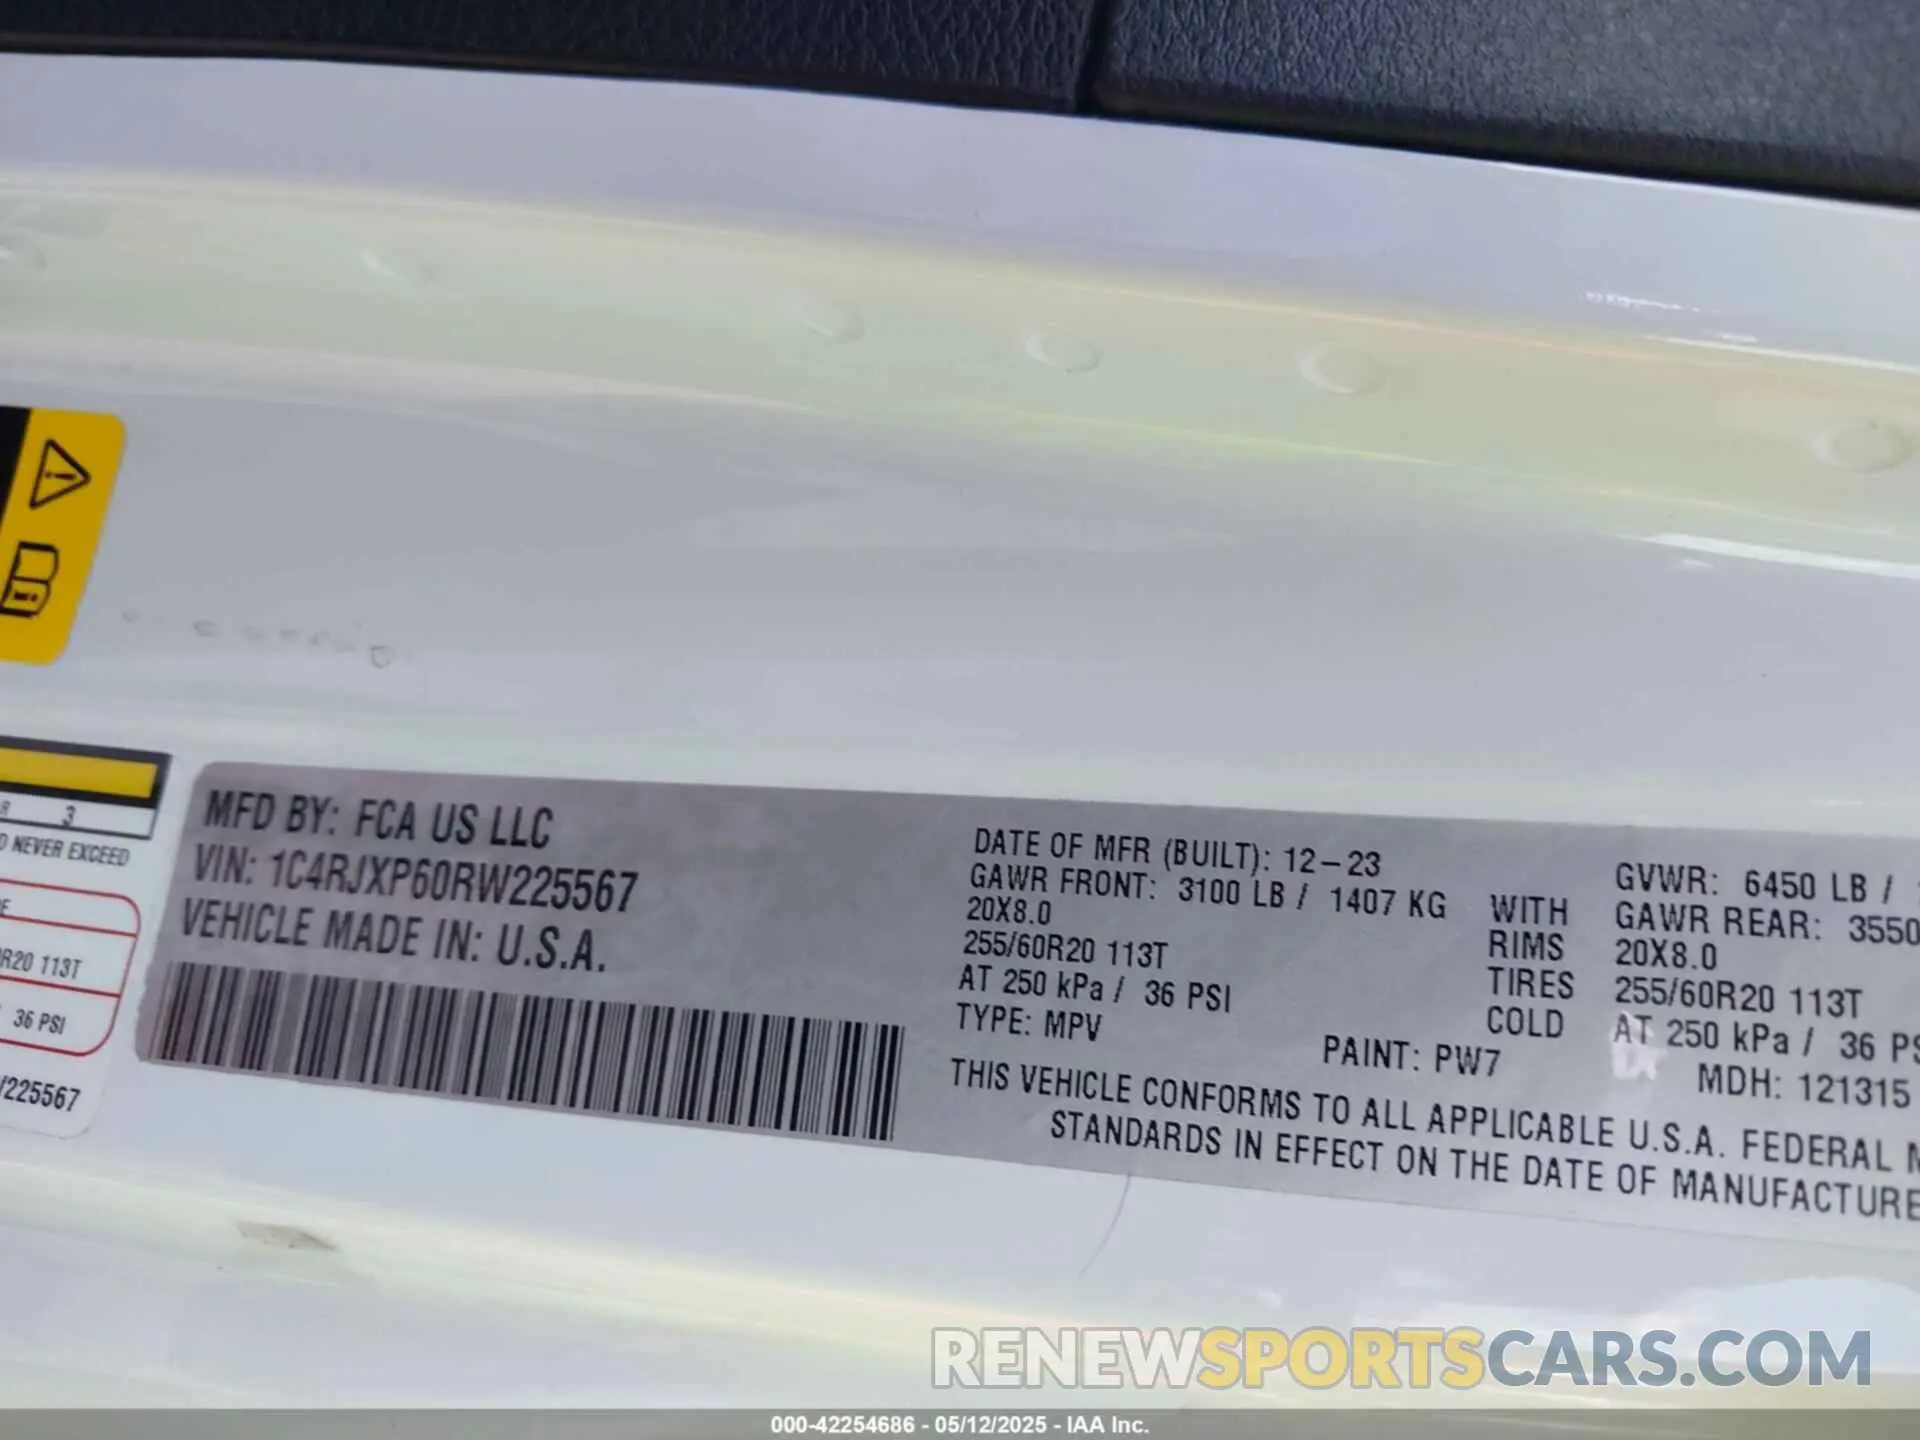 3
D NEVER EXCEED
R20 113T
36 PSI
225567
MFD BY: FCA US LLC
VIN: 1C4RJXP60RW225567
VEHICLE MADE IN: U.S.A.
DATE OF MFR (BUILT): 12-23 GVWR: 6450 LB /
GAWR FRONT: 3100 LB / 1407 KG WITH GAWR REAR: 3550
20X8.0 RIMS 20X8.0
255/60R20 113T TIRES 255/60R20 113T
AT 250 kPa / 36 PSI COLD AT 250 kPa / 36 PS
TYPE: MPV PAINT: PW7 MDH: 121315
THIS VEHICLE CONFORMS TO ALL APPLICABLE U.S.A. FEDERAL M
STANDARDS IN EFFECT ON THE DATE OF MANUFACTURE
RENEWSPORTSCARS.COM
000-42254686 - 05/12/2025 - IAA Inc.